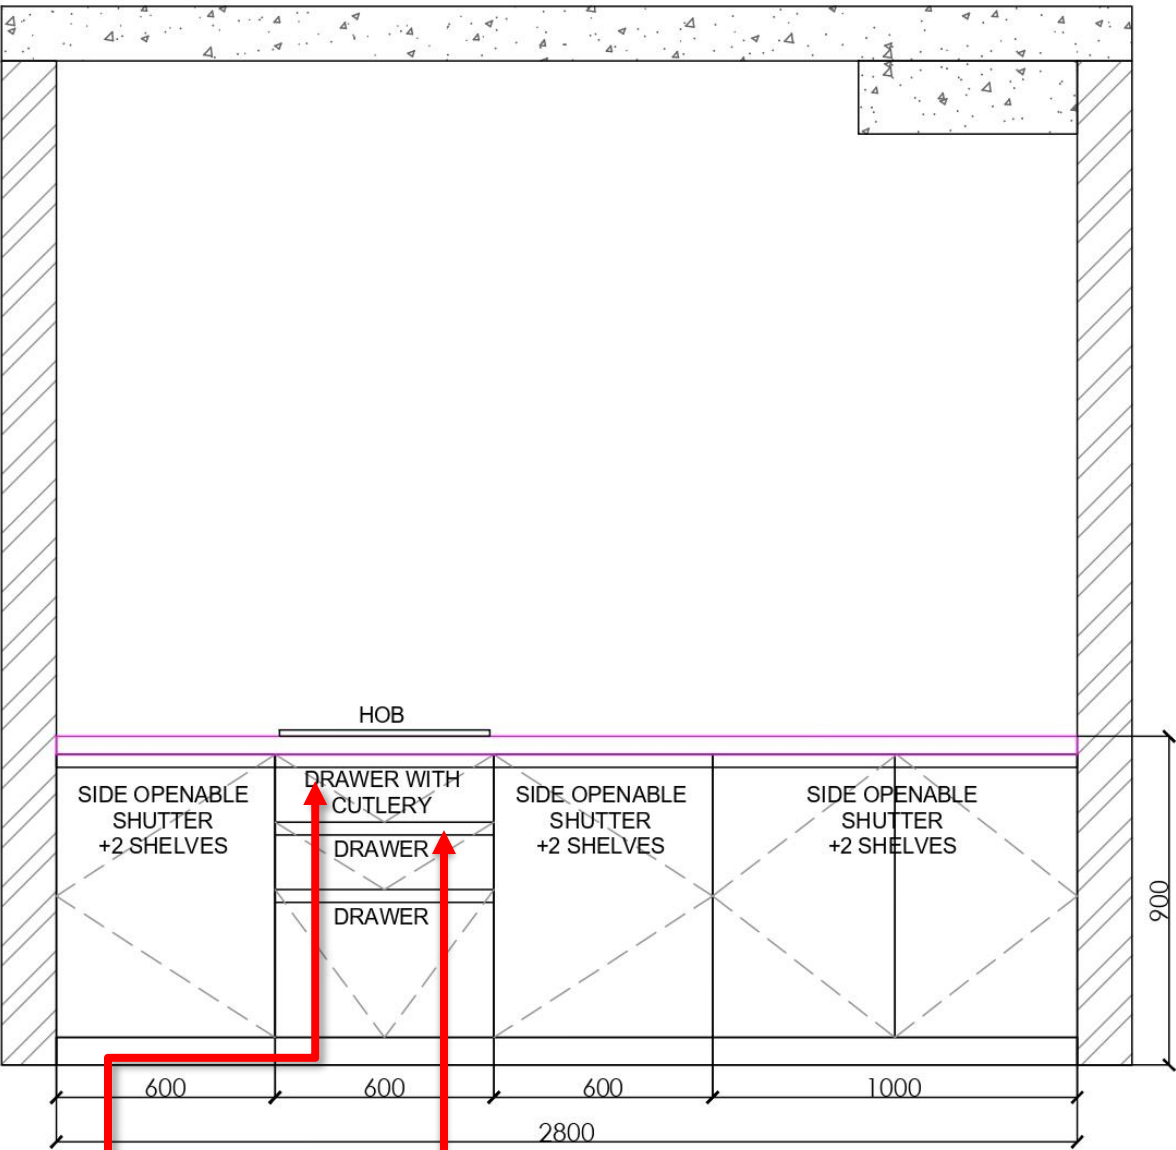 HOB
SIDE OPENABLE
SHUTTER
+2 SHELVES
DRAWER WITH
CUTLERY
DRAWER
DRAWER
SIDE OPENABLE
SHUTTER
+2 SHELVES
SIDE OPENABLE
SHUTTER
+2 SHELVES
900
600
600
600
1000
2800